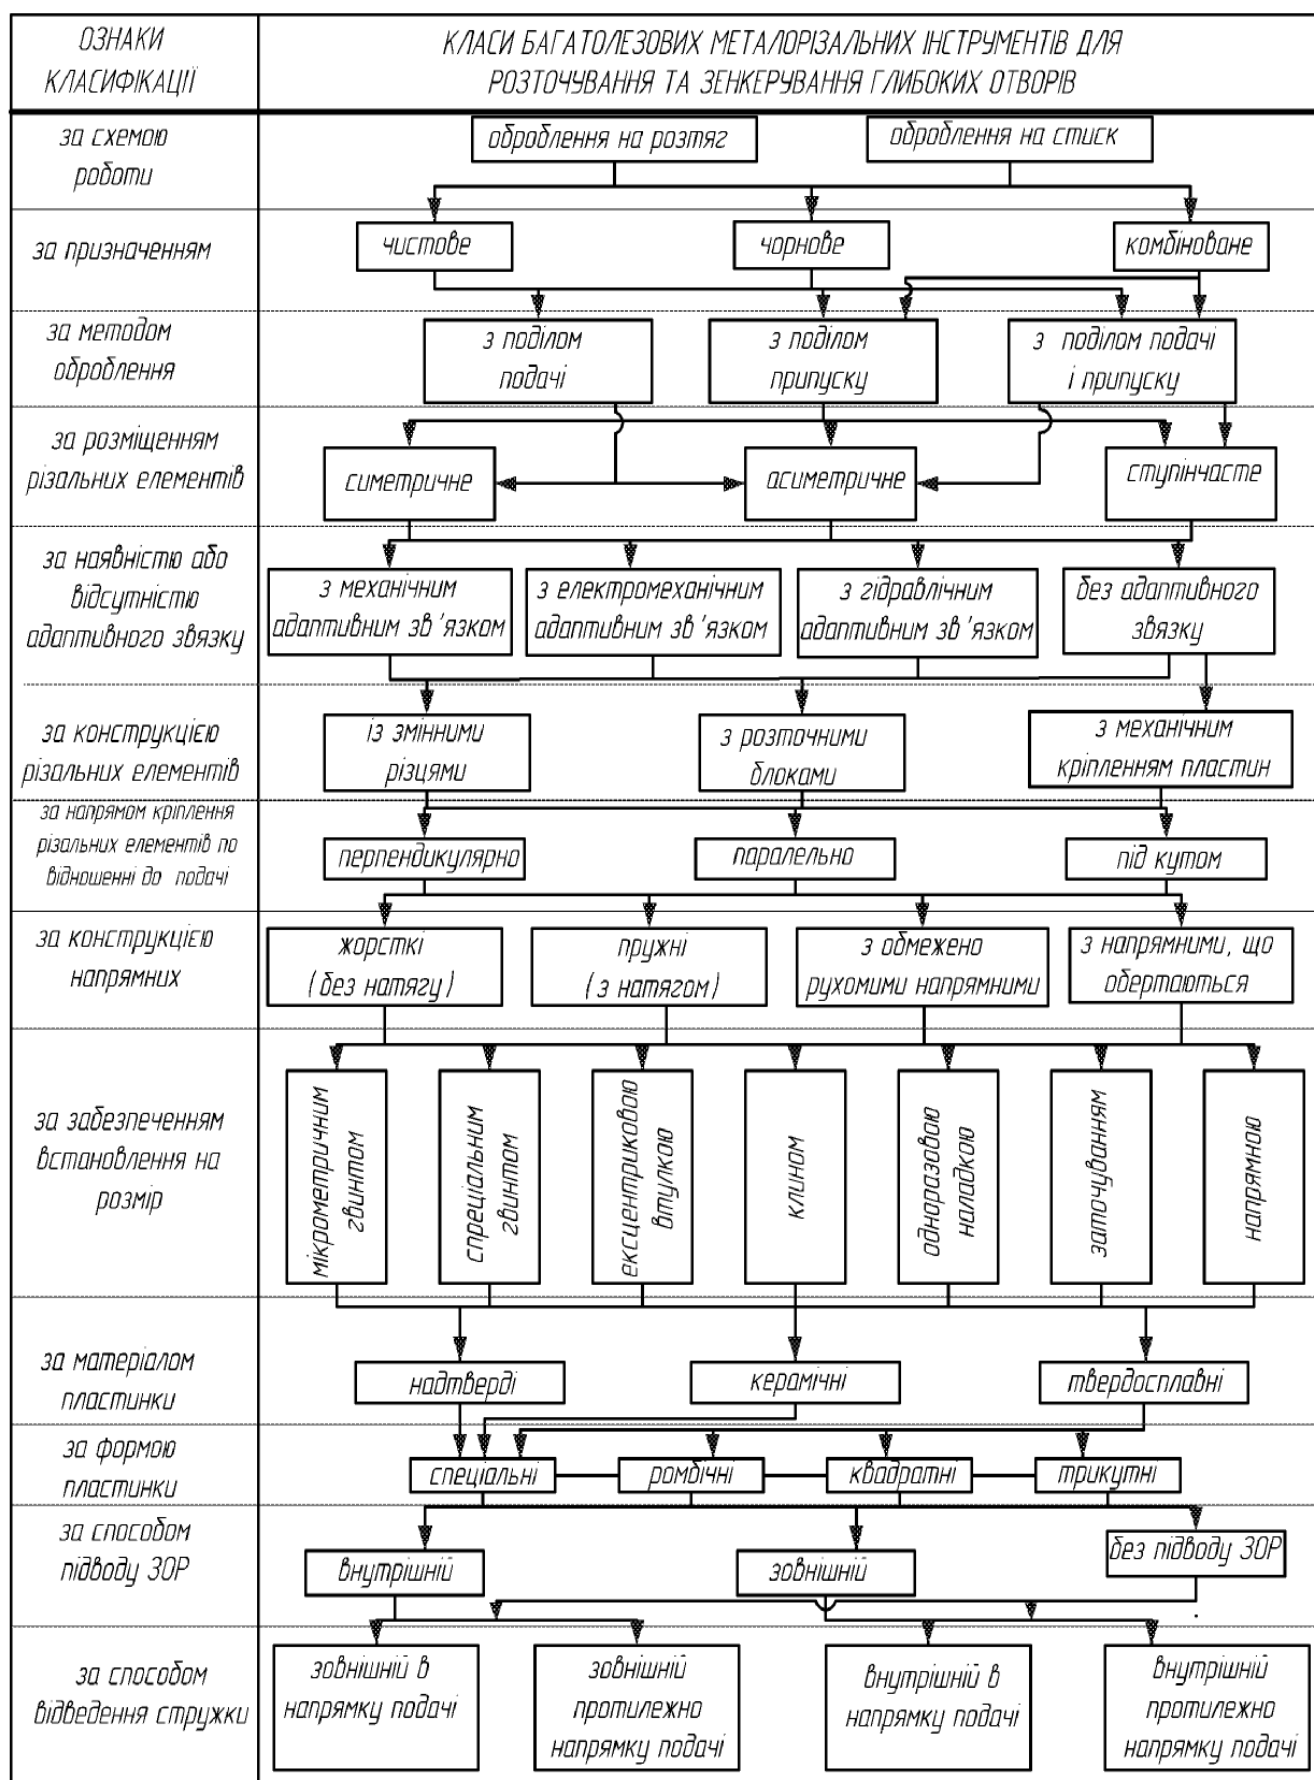 ОЗНАКИ
КЛАСИФІКАЦІЇ
КЛАСИ БАГАТОЛЕЗОВИХ МЕТАЛОРІЗАЛЬНИХ ІНСТРУМЕНТІВ ДЛЯ
РОЗТОЧУВАННЯ ТА ЗЕНКЕРУВАННЯ ГЛИБОКИХ ОТВОРІВ
за схемою
роботи
оброблення на розтяг
оброблення на стиск
за призначенням
чистове
чорнове
комбіноване
за методом
оброблення
з поділом
подачі
з поділом
припуску
з поділом подачі
і припуску
за розміщенням
різальних елементів
симетричне
асиметричне
ступінчасте
за наявністю або
відсутністю
адаптивного звязку
з механічним
адаптивним зв'язком
з електромеханічним
адаптивним зв'язком
з гідравлічним
адаптивним зв'язком
без адаптивного
звязку
за конструкцією
різальних елементів
із змінними
різцями
з розточними
блоками
з механічним
кріпленням пластин
за напрямом кріплення
різальних елементів по
відношенні до подачі
перпендикулярно
паралельно
під кутом
за конструкцією
напрямних
жорсткі
(без натягу)
пружні
(з натягом)
з обмежено
рухомими напрямними
з напрямними, що
обертаються
за забезпеченням
встановлення на
розмір
мікрометричним
гвинтом
спреціальним
гвинтом
ексцентриковою
втулкою
клином
одноразовою
наладкою
заточуванням
напрямною
за матеріалом
пластинки
надтверді
керамічні
твердосплавні
за формою
пластинки
спеціальні
ромбічні
квадратні
трикутні
за способом
підводу ЗОР
внутрішній
зовнішній
без підводу ЗОР
за способом
відведення стружки
зовнішній в
напрямку подачі
зовнішній
протилежно
напрямку подачі
внутрішній в
напрямку подачі
внутрішній
протилежно
напрямку подачі